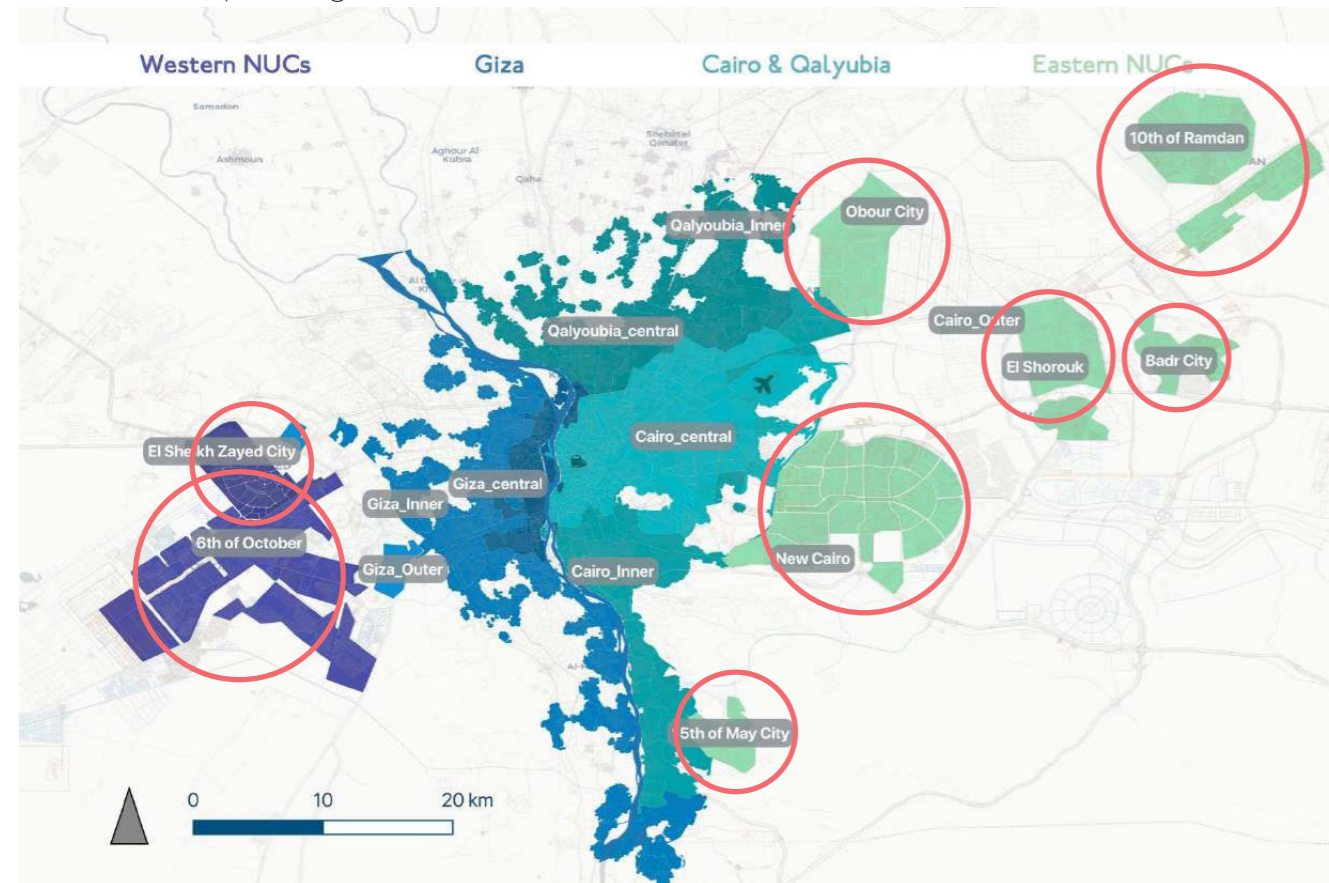 Western NUCs
Giza
Cairo & Qalyubia
Eastern NUCs
Samadon
Ashmoun
Aghour Al-
Kubra
Shebin el
Qanater
Qaha
10th of Ramdan
AN
Qalyoubia_Inner
Obour City
Qalyoubia_central
Cairo_Outer
El Shorouk
Badr City
Cairo_central
El Sheikh Zayed City
Giza_central
Giza_Inner
6th of October
Giza_Outer
Cairo_Inner
New Cairo
15th of May City
0
10
20 km